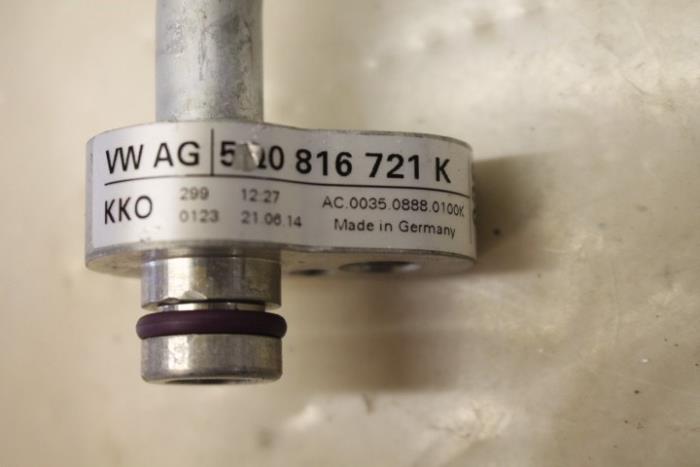 VW AG 816 721 K
KKO 299 12:27 AC.0035.0888.0100K
0123 21.06.14 Made in Germany